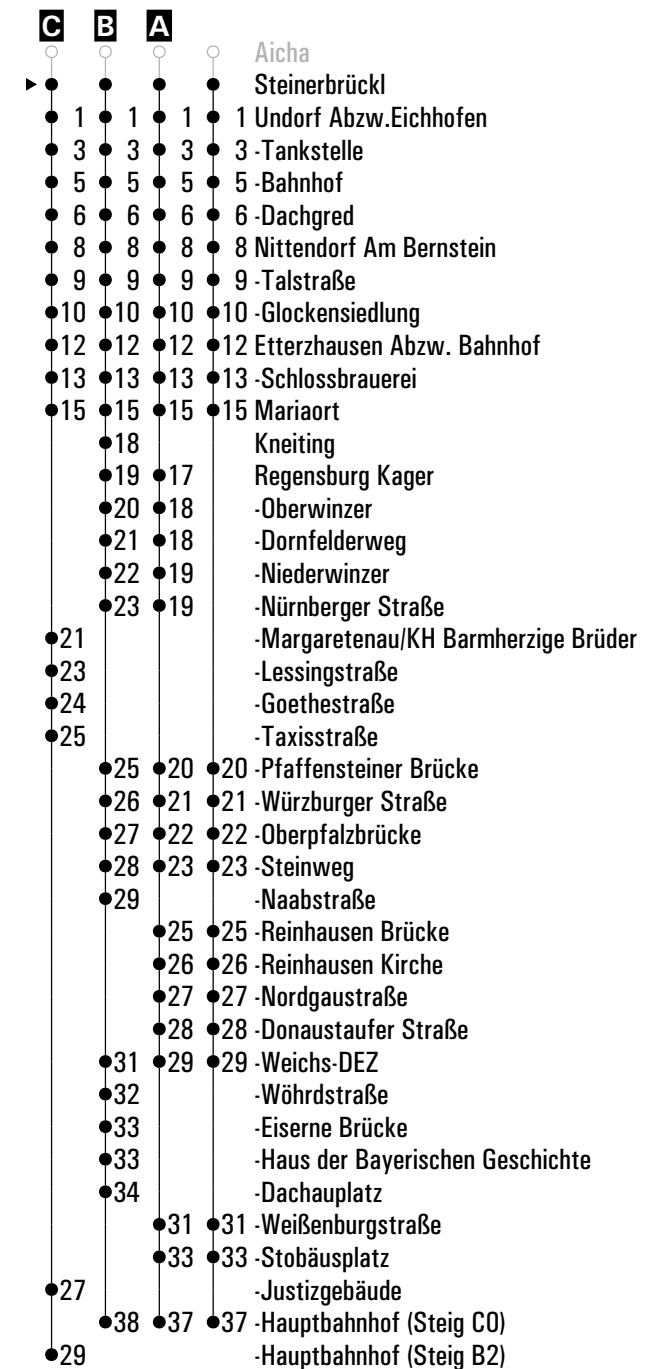 C B A
Aicha
Steinerbrückl
1 1 1 1 Undorf Abzw.Eichhofen
3 3 3 3 -Tankstelle
5 5 5 5 -Bahnhof
6 6 6 6 -Dachgred
8 8 8 8 Nittendorf Am Bernstein
9 9 9 9 -Talstraße
10 10 10 10 -Glockensiedlung
12 12 12 12 Etterzhausen Abzw. Bahnhof
13 13 13 13 -Schlossbrauerei
15 15 15 15 Mariaort
18 Kneiting
19 17 Regensburg Kager
20 18 -Oberwinzer
21 18 -Dornfelderweg
22 19 -Niederwinzer
23 19 -Nürnberger Straße
21 -Margaretenau/KH Barmherzige Brüder
23 -Lessingstraße
24 -Goethestraße
25 -Taxisstraße
25 20 20 -Pfaffensteiner Brücke
26 21 21 -Würzburger Straße
27 22 22 -Oberpfalzbrücke
28 23 23 -Steinweg
29 -Naabstraße
25 25 -Reinhausen Brücke
26 26 -Reinhausen Kirche
27 27 -Nordgaustraße
28 28 -Donaustaufer Straße
31 29 29 -Weichs-DEZ
32 -Wöhrdstraße
33 -Eiserne Brücke
33 -Haus der Bayerischen Geschichte
34 -Dachauplatz
31 31 -Weißenburgstraße
33 33 -Stobäusplatz
27 -Justizgebäude
38 37 37 -Hauptbahnhof (Steig C0)
29 -Hauptbahnhof (Steig B2)